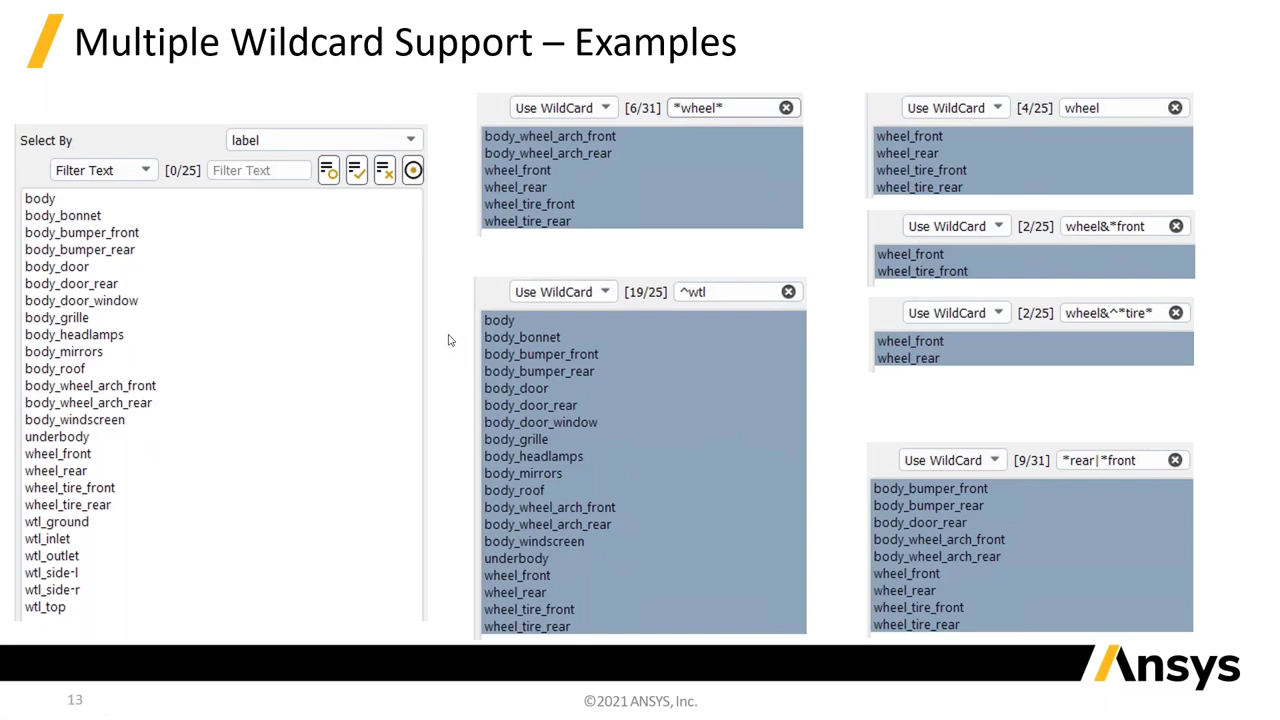 Multiple Wildcard Support – Examples
Select By
label
Filter Text
[0/25]
Filter Text
body
body_bonnet
body_bumper_front
body_bumper_rear
body_door
body_door_rear
body_door_window
body_grille
body_headlamps
body_mirrors
body_roof
body_wheel_arch_front
body_wheel_arch_rear
body_windscreen
underbody
wheel_front
wheel_rear
wheel_tire_front
wheel_tire_rear
wtl_ground
wtl_inlet
wtl_outlet
wtl_side-l
wtl_side-r
wtl_top
Use WildCard [6/31] *wheel*
body_wheel_arch_front
body_wheel_arch_rear
wheel_front
wheel_rear
wheel_tire_front
wheel_tire_rear
Use WildCard [19/25] ^wtl
body
body_bonnet
body_bumper_front
body_bumper_rear
body_door
body_door_rear
body_door_window
body_grille
body_headlamps
body_mirrors
body_roof
body_wheel_arch_front
body_wheel_arch_rear
body_windscreen
underbody
wheel_front
wheel_rear
wheel_tire_front
wheel_tire_rear
Use WildCard [4/25] wheel
wheel_front
wheel_rear
wheel_tire_front
wheel_tire_rear
Use WildCard [2/25] wheel&*front
wheel_front
wheel_tire_front
Use WildCard [2/25] wheel&^*tire*
wheel_front
wheel_rear
Use WildCard [9/31] *rear|*front
body_bumper_front
body_bumper_rear
body_door_rear
body_wheel_arch_front
body_wheel_arch_rear
wheel_front
wheel_rear
wheel_tire_front
wheel_tire_rear
Ansys
13
©2021 ANSYS, Inc.